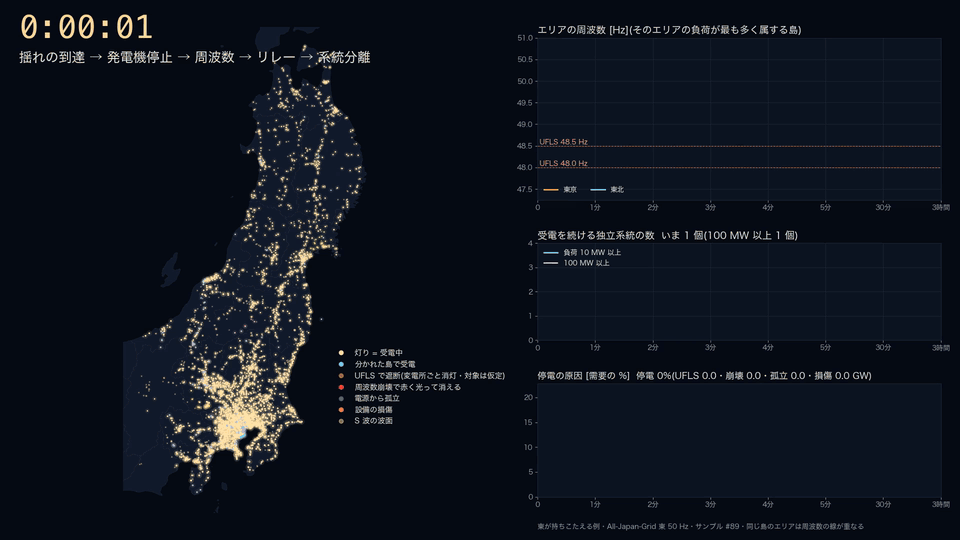 0:00:01
揺れの到達 → 発電機停止 → 周波数 → リレー → 系統分離
灯り = 受電中
分かれた島で受電
UFLS で遮断(変電所ごと消灯・対象は仮定)
周波数崩壊で赤く光って消える
電源から孤立
設備の損傷
S 波の波面
エリアの周波数 [Hz](そのエリアの負荷が最も多く属する島)
51.0
50.5
50.0
49.5
49.0
48.5
48.0
47.5
UFLS 48.5 Hz
UFLS 48.0 Hz
東京
東北
0 1分 2分 3分 4分 5分 30分 3時間
受電を続ける独立系統の数 いま 1 個(100 MW 以上 1 個)
4
3
2
1
0
負荷 10 MW 以上
100 MW 以上
0 1分 2分 3分 4分 5分 30分 3時間
停電の原因 [需要の %] 停電 0%(UFLS 0.0・崩壊 0.0・孤立 0.0・損傷 0.0 GW)
20
15
10
5
0
0 1分 2分 3分 4分 5分 30分 3時間
東が持ちこたえる例・All-Japan-Grid 東 50 Hz・サンプル #89・同じ島のエリアは周波数の線が重なる